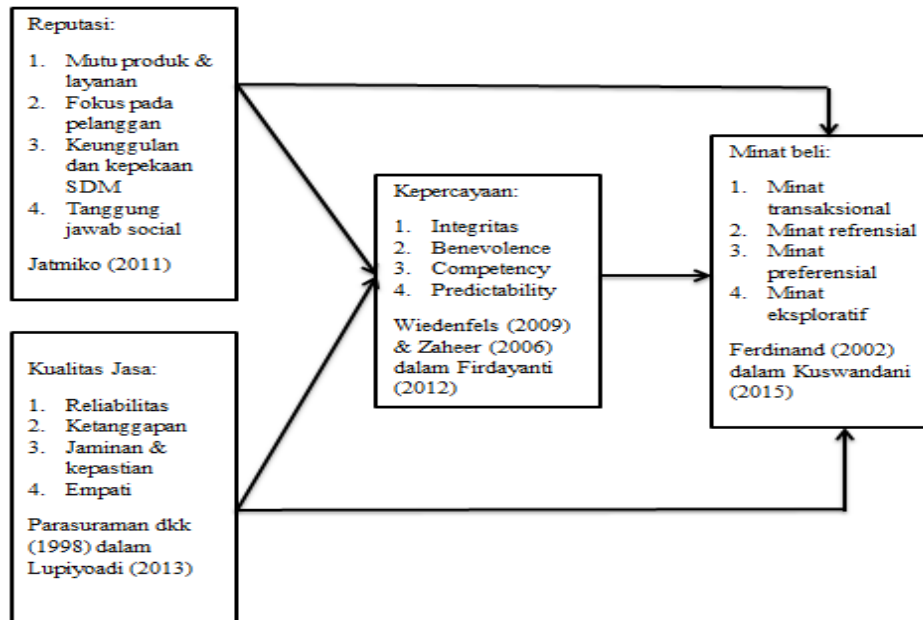 Reputasi:
1. Mutu produk &
layanan
2. Fokus pada
pelanggan
3. Keunggulan
dan kepekaan
SDM
4. Tanggung
jawab social
Jatmiko (2011)
Kualitas Jasa:
1. Reliabilitas
2. Ketanggapan
3. Jaminan &
kepastian
4. Empati
Parasuraman dkk
(1998) dalam
Lupiyoadi (2013)
Kepercayaan:
1. Integritas
2. Benevolence
3. Competency
4. Predictability
Wiedenfels (2009)
& Zaheer (2006)
dalam Firdayanti
(2012)
Minat beli:
1. Minat
transaksional
2. Minat refrensial
3. Minat
preferensial
4. Minat
eksploratif
Ferdinand (2002)
dalam Kuswandani
(2015)